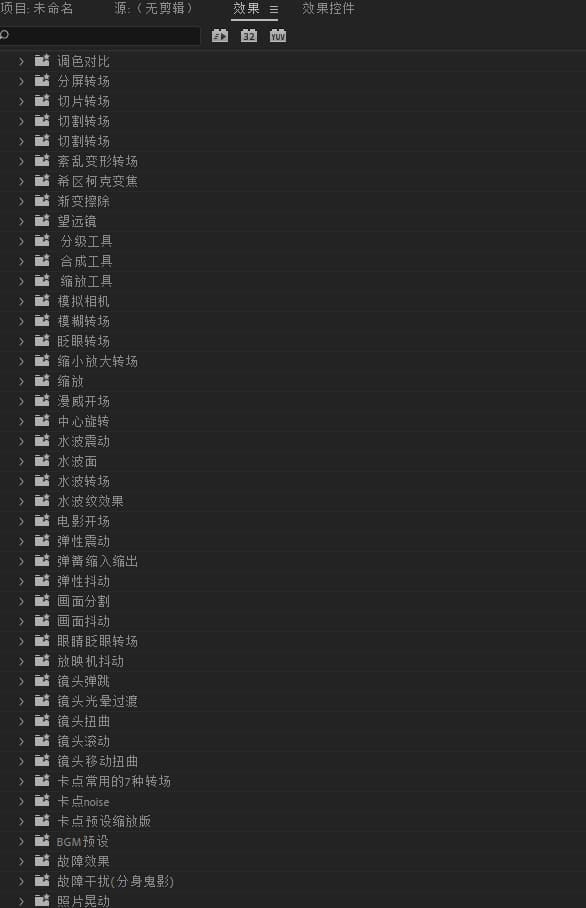 项目: 未命名 源:（无剪辑） 效果 效果控件
32 YUV
调色对比
分屏转场
切片转场
切割转场
切割转场
紊乱变形转场
希区柯克变焦
渐变擦除
望远镜
分级工具
合成工具
缩放工具
模拟相机
模糊转场
眨眼转场
缩小放大转场
缩放
漫威开场
中心旋转
水波震动
水波面
水波转场
水波纹效果
电影开场
弹性震动
弹簧缩入缩出
弹性抖动
画面分割
画面抖动
眼睛眨眼转场
放映机抖动
镜头弹跳
镜头光晕过渡
镜头扭曲
镜头滚动
镜头移动扭曲
卡点常用的7种转场
卡点noise
卡点预设缩放版
BGM预设
故障效果
故障干扰(分身鬼影)
照片晃动